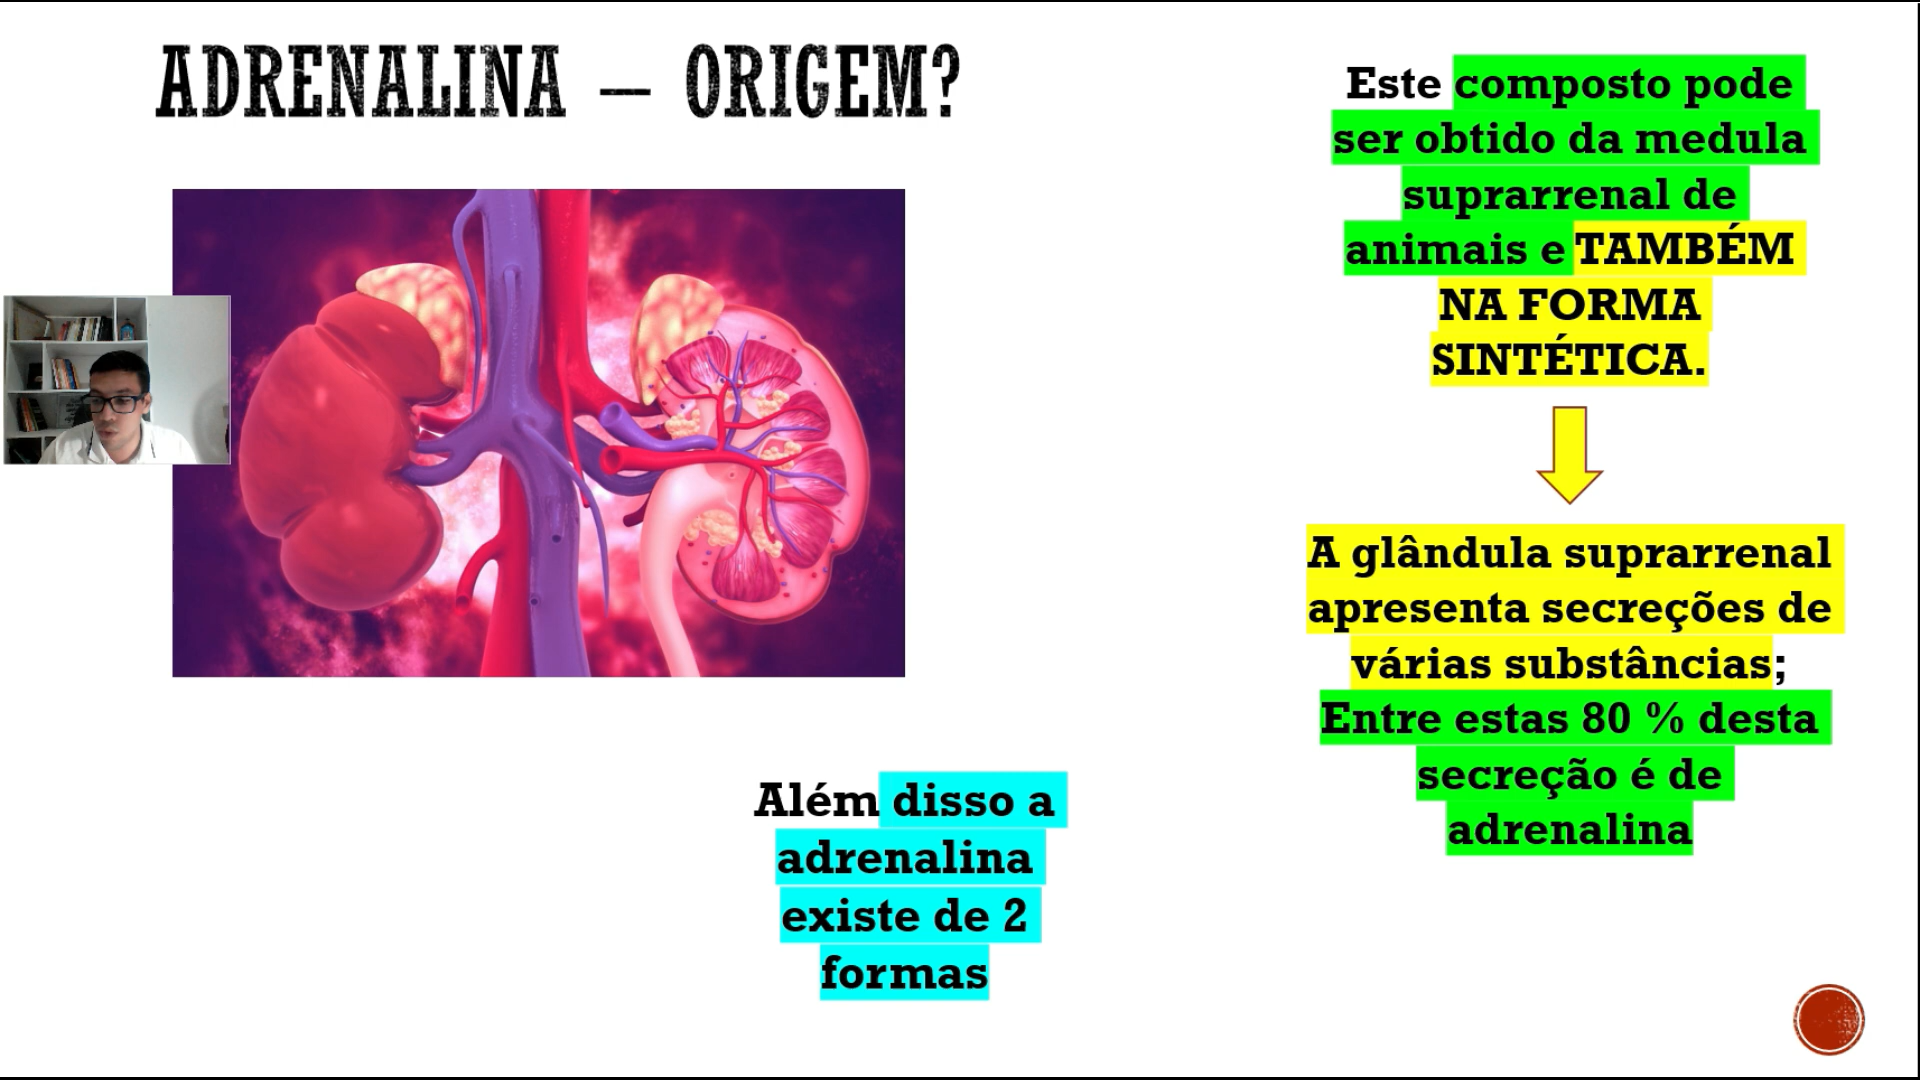 ADRENALINA – ORIGEM?
Este composto pode
ser obtido da medula
suprarrenal de
animais e TAMBÉM
NA FORMA
SINTÉTICA.
A glândula suprarrenal
apresenta secreções de
várias substâncias;
Entre estas 80 % desta
secreção é de
adrenalina
Além disso a
adrenalina
existe de 2
formas